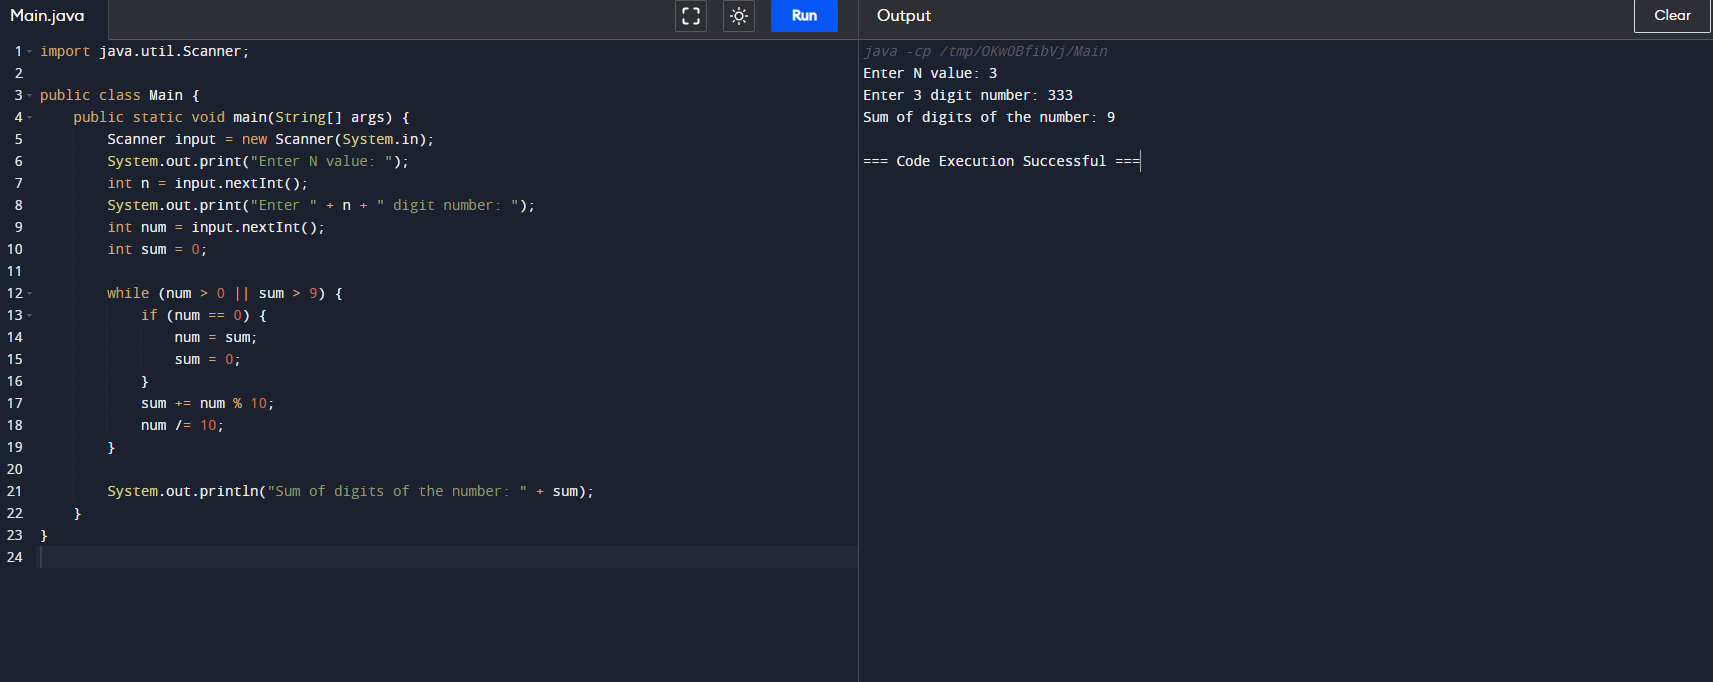 Main.java
Run
Output
Clear
1 import java.util.Scanner;
2
3 public class Main {
4     public static void main(String[] args) {
5         Scanner input = new Scanner(System.in);
6         System.out.print("Enter N value: ");
7         int n = input.nextInt();
8         System.out.print("Enter " + n + " digit number: ");
9         int num = input.nextInt();
10         int sum = 0;
11
12         while (num > 0 || sum > 9) {
13             if (num == 0) {
14                 num = sum;
15                 sum = 0;
16             }
17             sum += num % 10;
18             num /= 10;
19         }
20
21         System.out.println("Sum of digits of the number: " + sum);
22     }
23 }
24
java -cp /tmp/OKwOBfibVj/Main
Enter N value: 3
Enter 3 digit number: 333
Sum of digits of the number: 9
=== Code Execution Successful ===